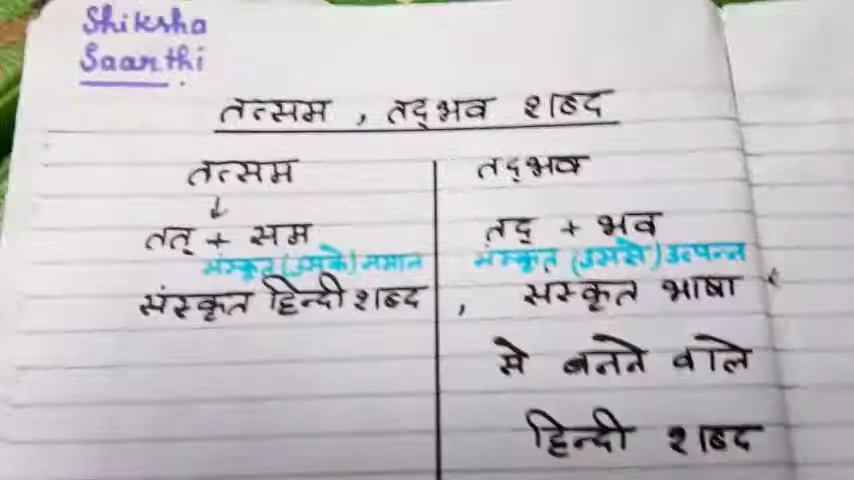 Shiksha
Saarthi
तत्सम , तद्भव शब्द
तत्सम
↓
तत् + सम
संस्कृत (उसके) समान
संस्कृत हिन्दी शब्द ,
तद्भव
तद् + भव
संस्कृत (उससे) उत्पन्न
सस्कृत भाषा
से बनने वाले
हिन्दी शब्द